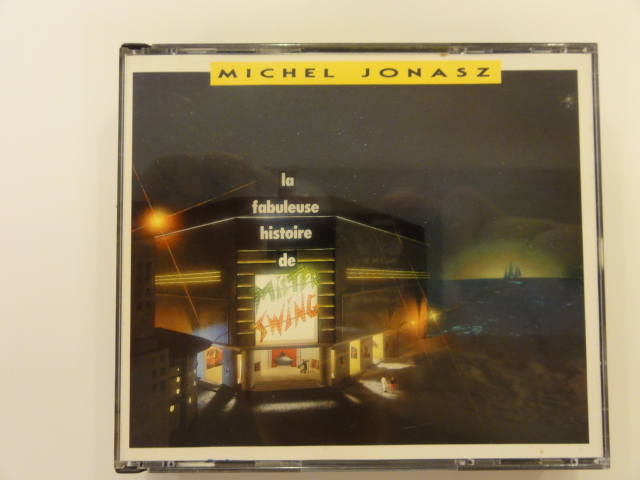 MICHEL JONASZ
la
fabuleuse
histoire
de
MISTER
SWING